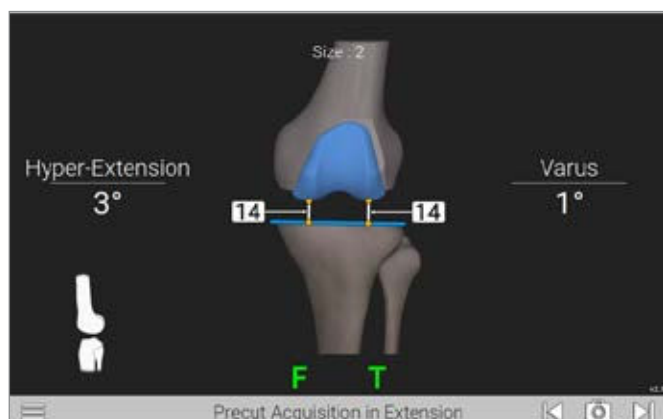 Size : 2
Hyper-Extension
3°
Varus
1°
14
14
F T
Precut Acquisition in Extension